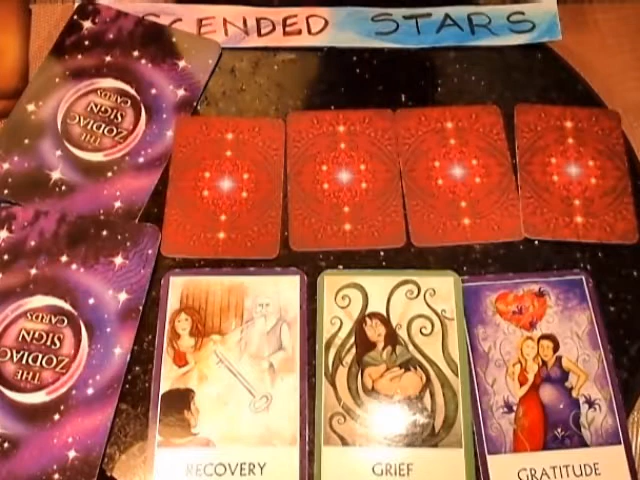 SCENDED STARS
THE
ZODIAC
SIGN
CARDS
THE
ZODIAC
SIGN
CARDS
RECOVERY
GRIEF
GRATITUDE